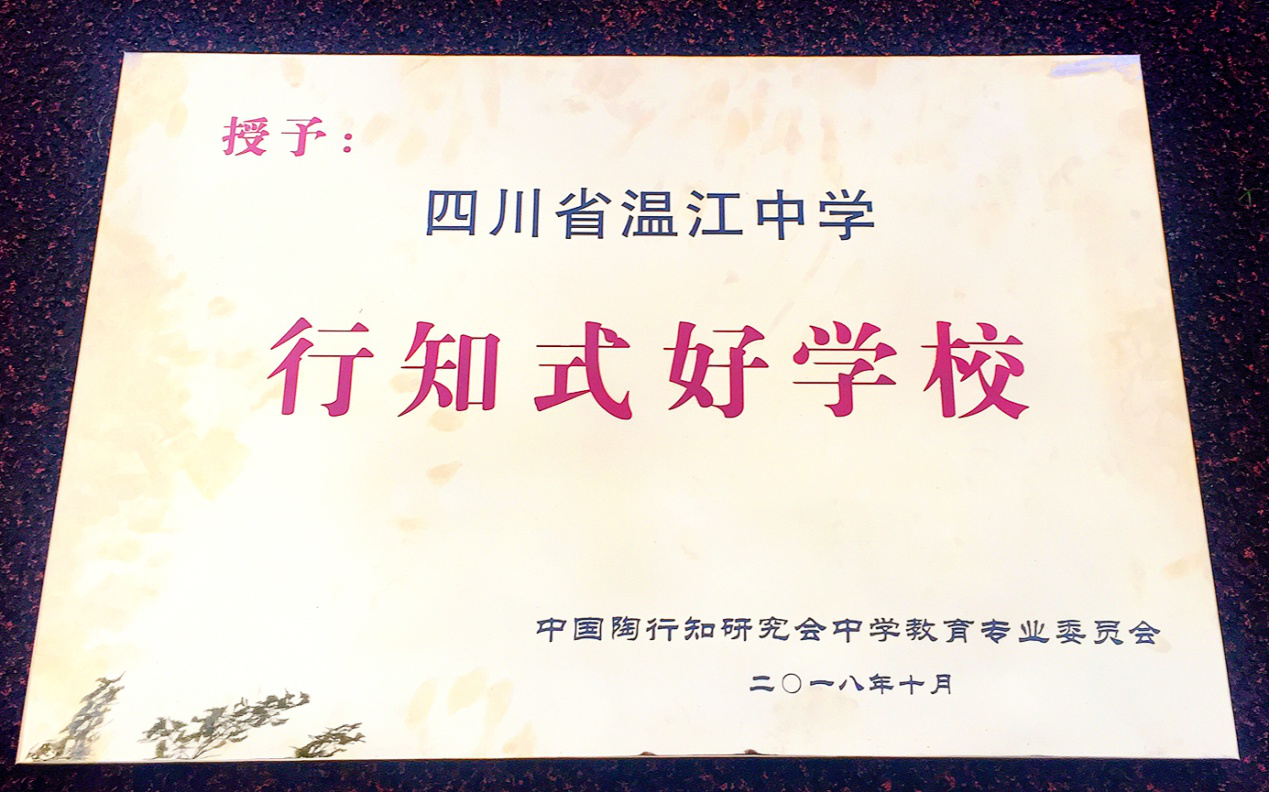 授予：
四川省温江中学
行知式好学校
中国陶行知研究会中学教育专业委员会
二〇一八年十月